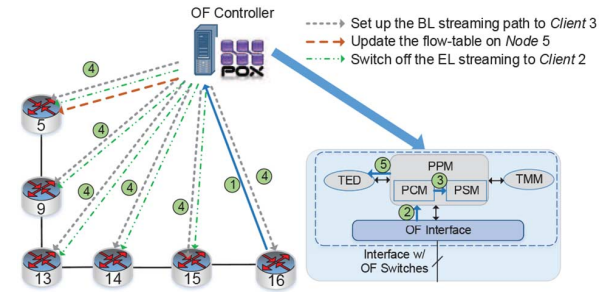 OF Controller
POX
Set up the BL streaming path to Client 3
Update the flow-table on Node 5
Switch off the EL streaming to Client 2
4
5
4
4
4
4
1
4
9
13
14
15
16
PPM
5
TED
3
TMM
PCM
PSM
2
OF Interface
Interface w/
OF Switches